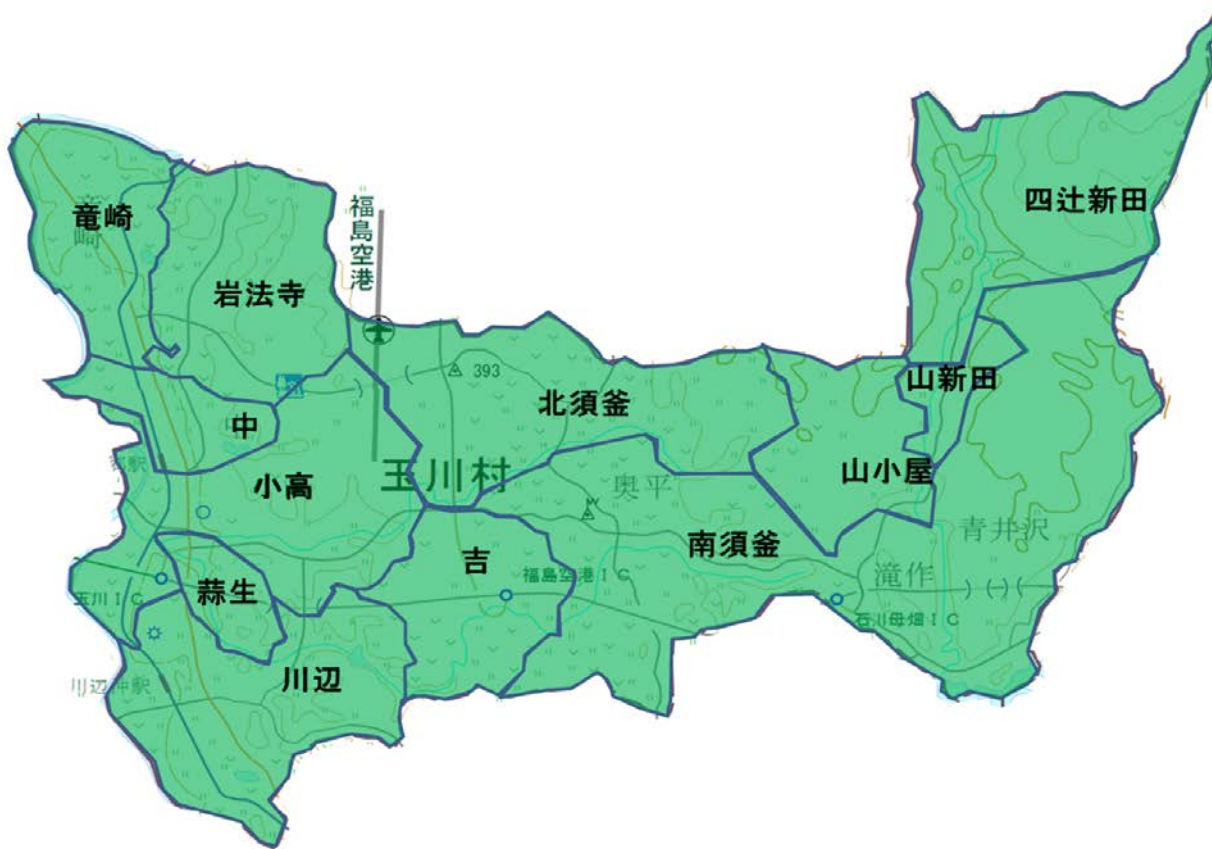 四辻新田
竜崎
竜崎
福島空港
岩法寺
393
山新田
北須釜
中
小高
玉川村
奥平
山小屋
青井沢
南須釜
吉
滝作
福島空港IC
蒜生
玉川IC
石川母畑IC
川辺
川辺沖駅